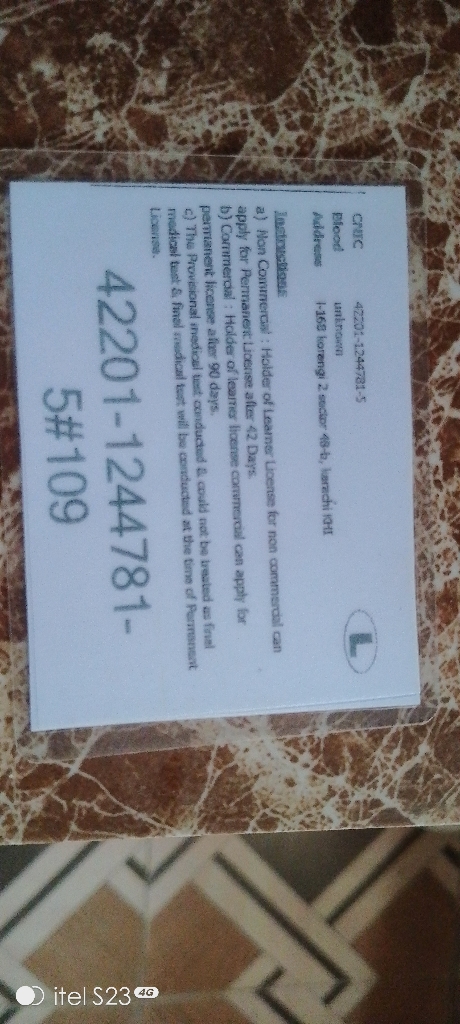 CNIC 42201-1244781-5
Blood unknown
Address I-168 korengi 2 sector 48-b, karachi KHI
L
Instructions
a) Non Commercial : Holder of Learner License for non commercial can
apply for Permanent License after 42 Days.
b) Commercial : Holder of learner license commercial can apply for
permanent license after 90 days.
c) The Provisional medical test conducted & could not be treated as final
medical test & final medical test will be conducted at the time of Permanent
License.
42201-1244781-
5#109
itel S23 4G